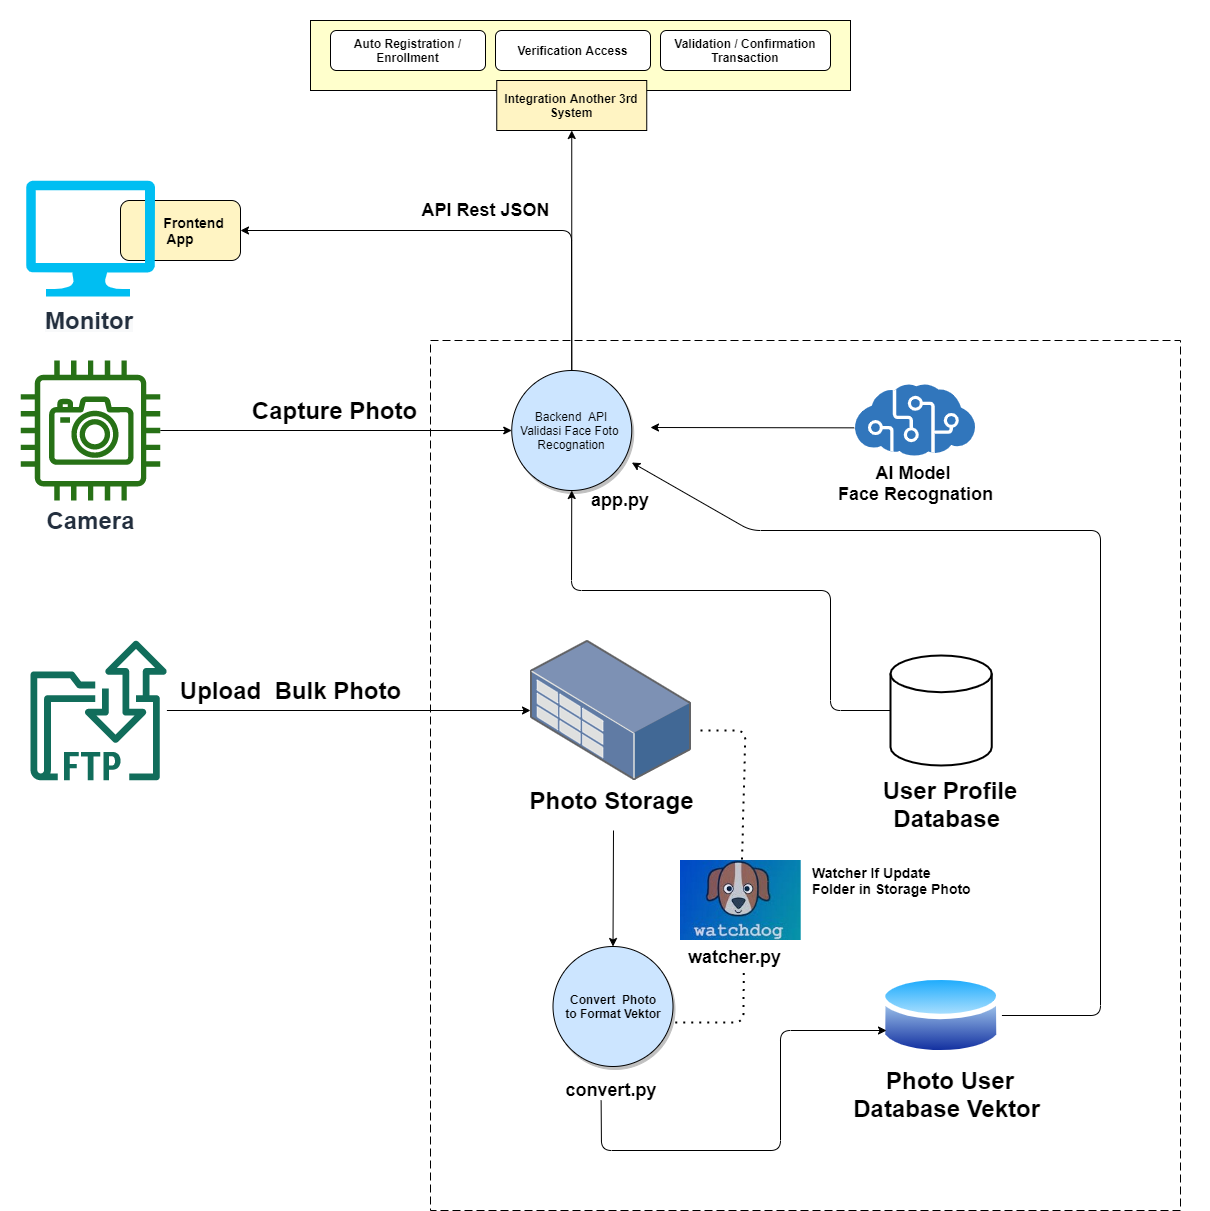 Auto Registration /
Enrollment
Verification Access
Validation / Confirmation
Transaction
Integration Another 3rd
System
API Rest JSON
Frontend
App
Monitor
Capture Photo
Camera
Backend  API
Validasi Face Foto
Recognation
app.py
AI Model
Face Recognation
Upload  Bulk Photo
FTP
Photo Storage
User Profile
Database
Watcher If Update
Folder in Storage Photo
watchdog
watcher.py
Convert  Photo
to Format Vektor
convert.py
Photo User
Database Vektor